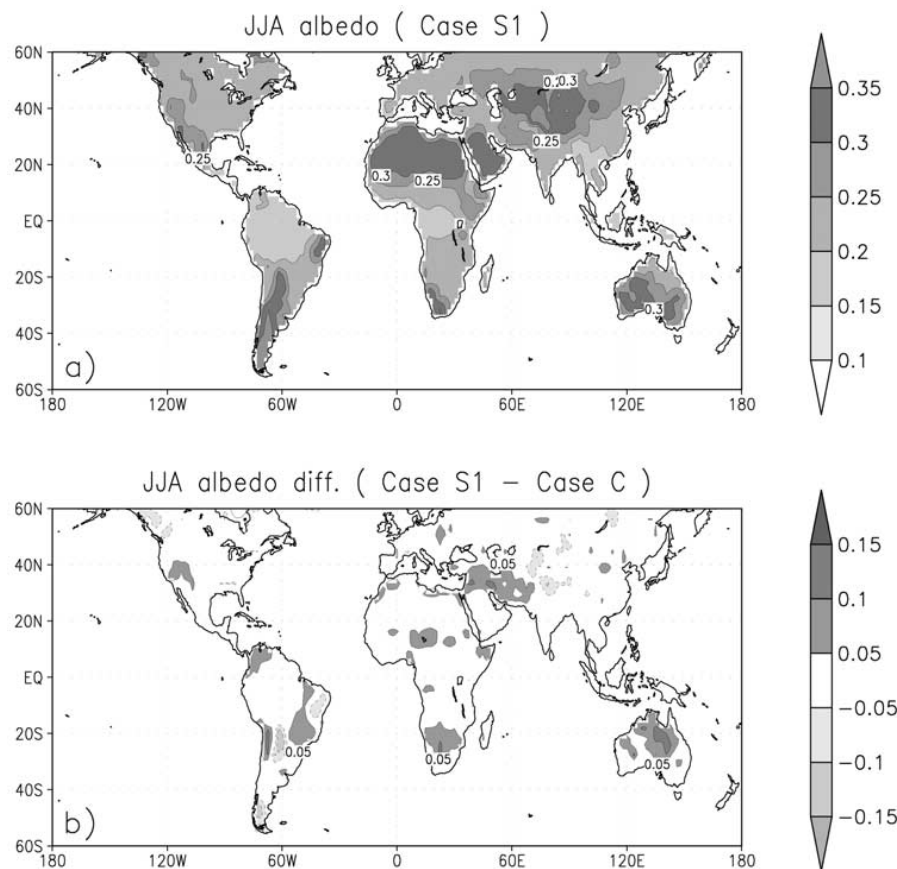 JJA albedo ( Case S1 )
60N
40N
20N
EQ
20S
40S
60S
180
120W
60W
0
60E
120E
180
0.25
0.3
0.25
0.3
0.25
0.3
a)
0.35
0.3
0.25
0.2
0.15
0.1
JJA albedo diff. ( Case S1 – Case C )
60N
40N
20N
EQ
20S
40S
60S
180
120W
60W
0
60E
120E
180
0.05
0.05
0.05
0.05
b)
0.15
0.1
0.05
−0.05
−0.1
−0.15